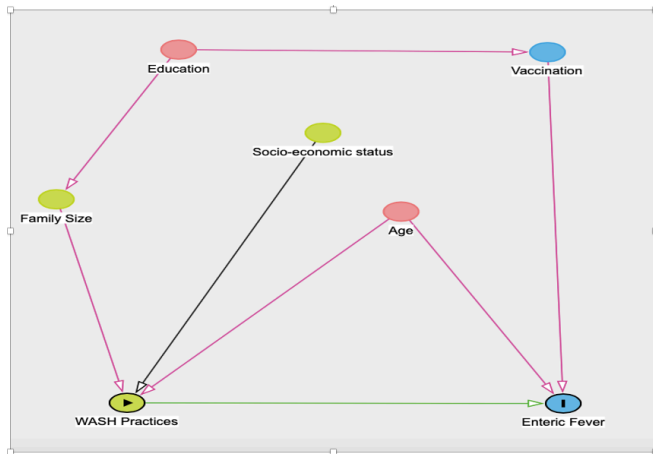 Education
Vaccination
Socio-economic status
Family Size
Age
WASH Practices
Enteric Fever